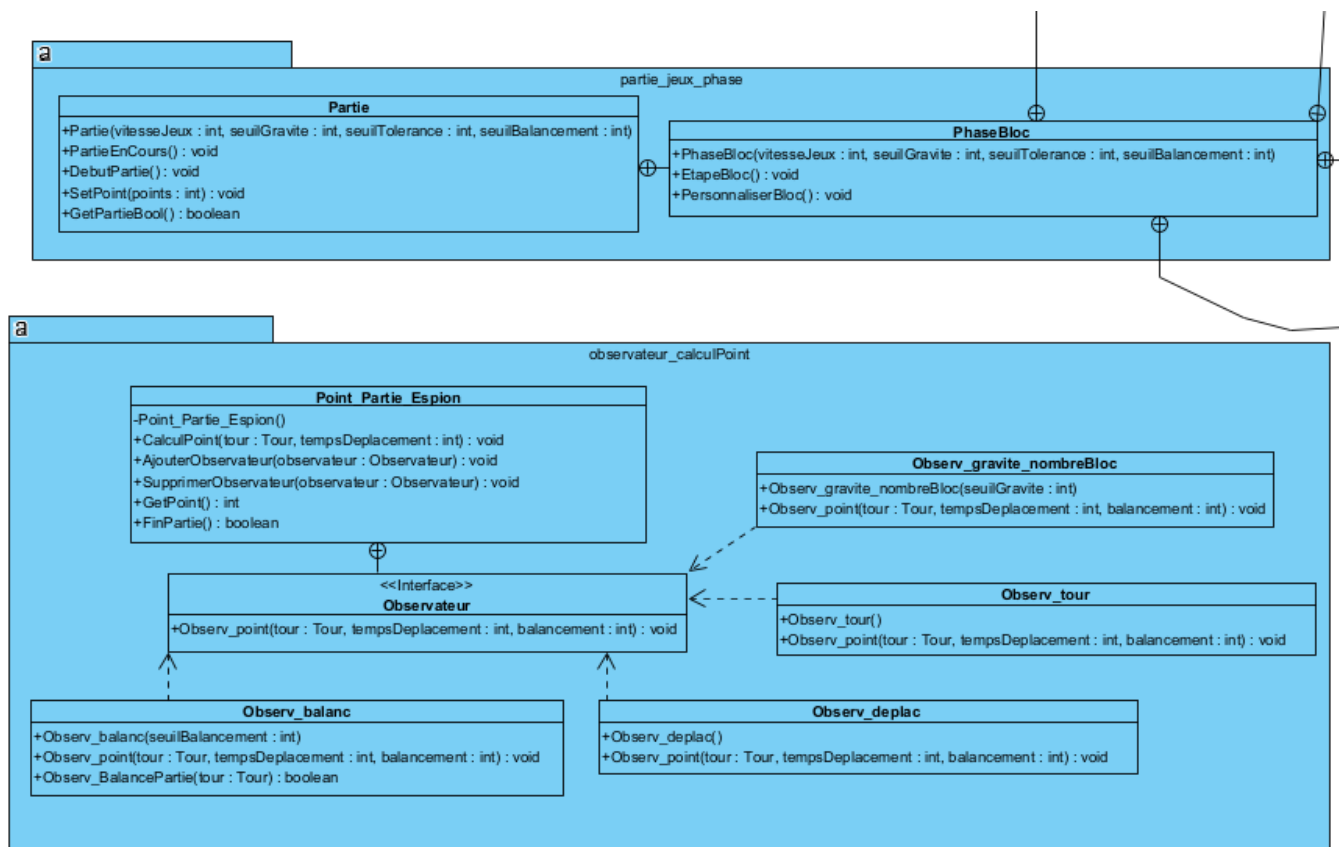 a
partie_jeux_phase
Partie
+Partie(vitesseJeux : int, seuilGravite : int, seuilTolerance : int, seuilBalancement : int)
+PartieEnCours() : void
+DebutPartie() : void
+SetPoint(points : int) : void
+GetPartieBool() : boolean
PhaseBloc
+PhaseBloc(vitesseJeux : int, seuilGravite : int, seuilTolerance : int, seuilBalancement : int)
+EtapeBloc() : void
+PersonnaliserBloc() : void
a
observateur_calculPoint
Point_Partie_Espion
-Point_Partie_Espion()
+CalculPoint(tour : Tour, tempsDeplacement : int) : void
+AjouterObservateur(observateur : Observateur) : void
+SupprimerObservateur(observateur : Observateur) : void
+GetPoint() : int
+FinPartie() : boolean
Observ_gravite_nombreBloc
+Observ_gravite_nombreBloc(seuilGravite : int)
+Observ_point(tour : Tour, tempsDeplacement : int, balancement : int) : void
<<Interface>>
Observateur
+Observ_point(tour : Tour, tempsDeplacement : int, balancement : int) : void
Observ_tour
+Observ_tour()
+Observ_point(tour : Tour, tempsDeplacement : int, balancement : int) : void
Observ_balanc
+Observ_balanc(seuilBalancement : int)
+Observ_point(tour : Tour, tempsDeplacement : int, balancement : int) : void
+Observ_BalancePartie(tour : Tour) : boolean
Observ_deplac
+Observ_deplac()
+Observ_point(tour : Tour, tempsDeplacement : int, balancement : int) : void